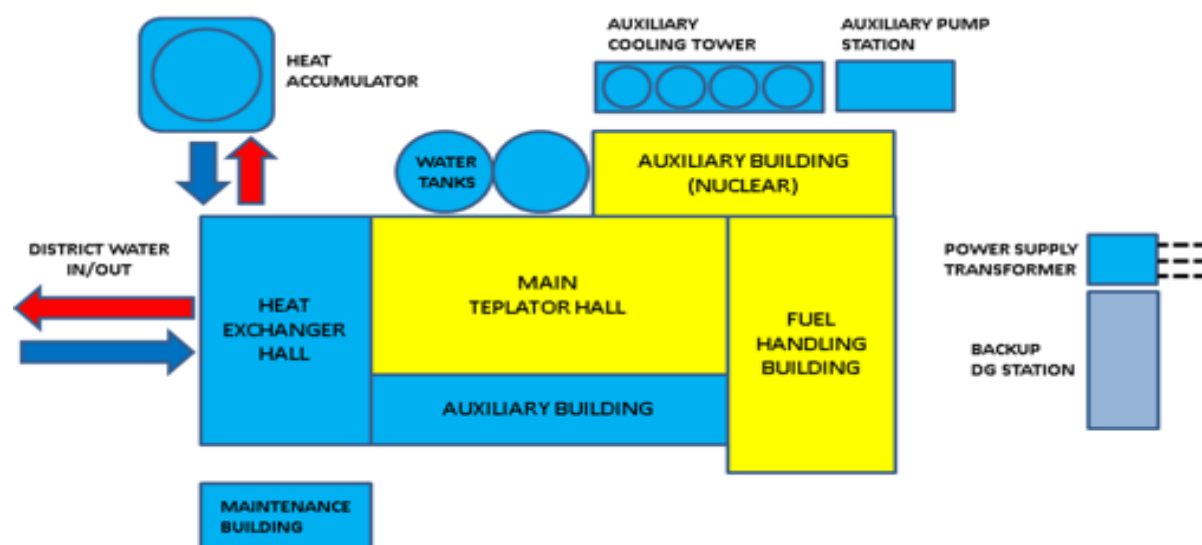 AUXILIARY
COOLING TOWER
AUXILIARY PUMP
STATION
HEAT
ACCUMULATOR
WATER
TANKS
AUXILIARY BUILDING
(NUCLEAR)
DISTRICT WATER
IN/OUT
HEAT
EXCHANGER
HALL
MAIN
TEPLATOR HALL
FUEL
HANDLING
BUILDING
POWER SUPPLY
TRANSFORMER
BACKUP
DG STATION
AUXILIARY BUILDING
MAINTENANCE
BUILDING